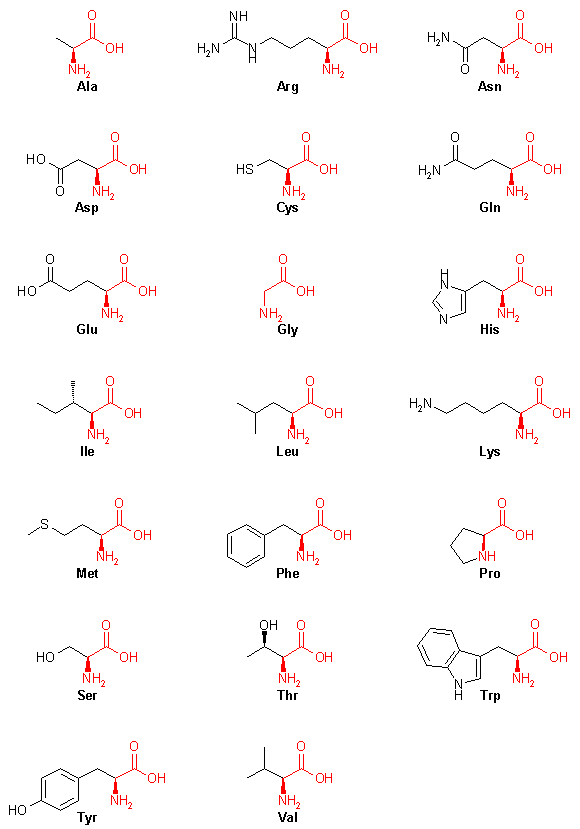 O NH O O
OH H₂N N H OH H₂N OH
NH₂ NH₂ O NH₂
Ala Arg Asn
O O O O
HO OH HS OH H₂N OH
O NH₂ NH₂ NH₂
Asp Cys Gln
O O O H N O
HO OH OH OH
NH₂ NH₂ N NH₂
Glu Gly His
O O O
OH OH H₂N OH
NH₂ NH₂ NH₂
Ile Leu Lys
O O O
S OH OH OH
NH₂ NH₂ NH
Met Phe Pro
O OH O O
HO OH OH OH
NH₂ NH₂ N H NH₂
Ser Thr Trp
O O
OH OH
HO NH₂ NH₂
Tyr Val